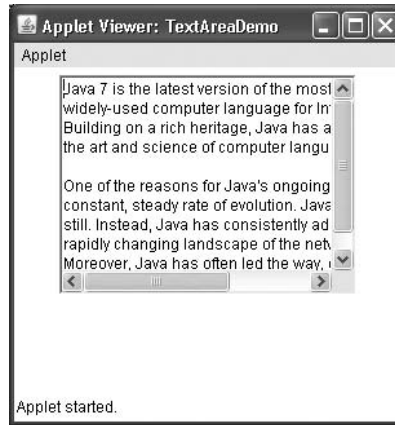 Applet Viewer: TextAreaDemo
Applet
Java 7 is the latest version of the most
widely-used computer language for
Building on a rich heritage, Java has a
the art and science of computer langu
One of the reasons for Java's ongoing
constant, steady rate of evolution. Java
still. Instead, Java has consistently ad
rapidly changing landscape of the
Moreover, Java has often led the way,
Applet started.